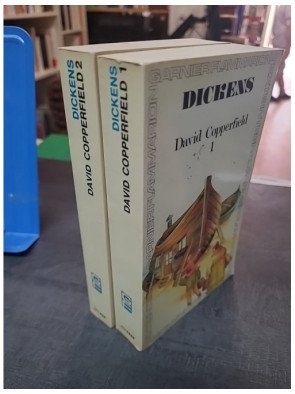 DICKENS
DAVID COPPERFIELD 2
DICKENS
DAVID COPPERFIELD 1
GARNIER FLAMMARION
DICKENS
David Copperfield
1